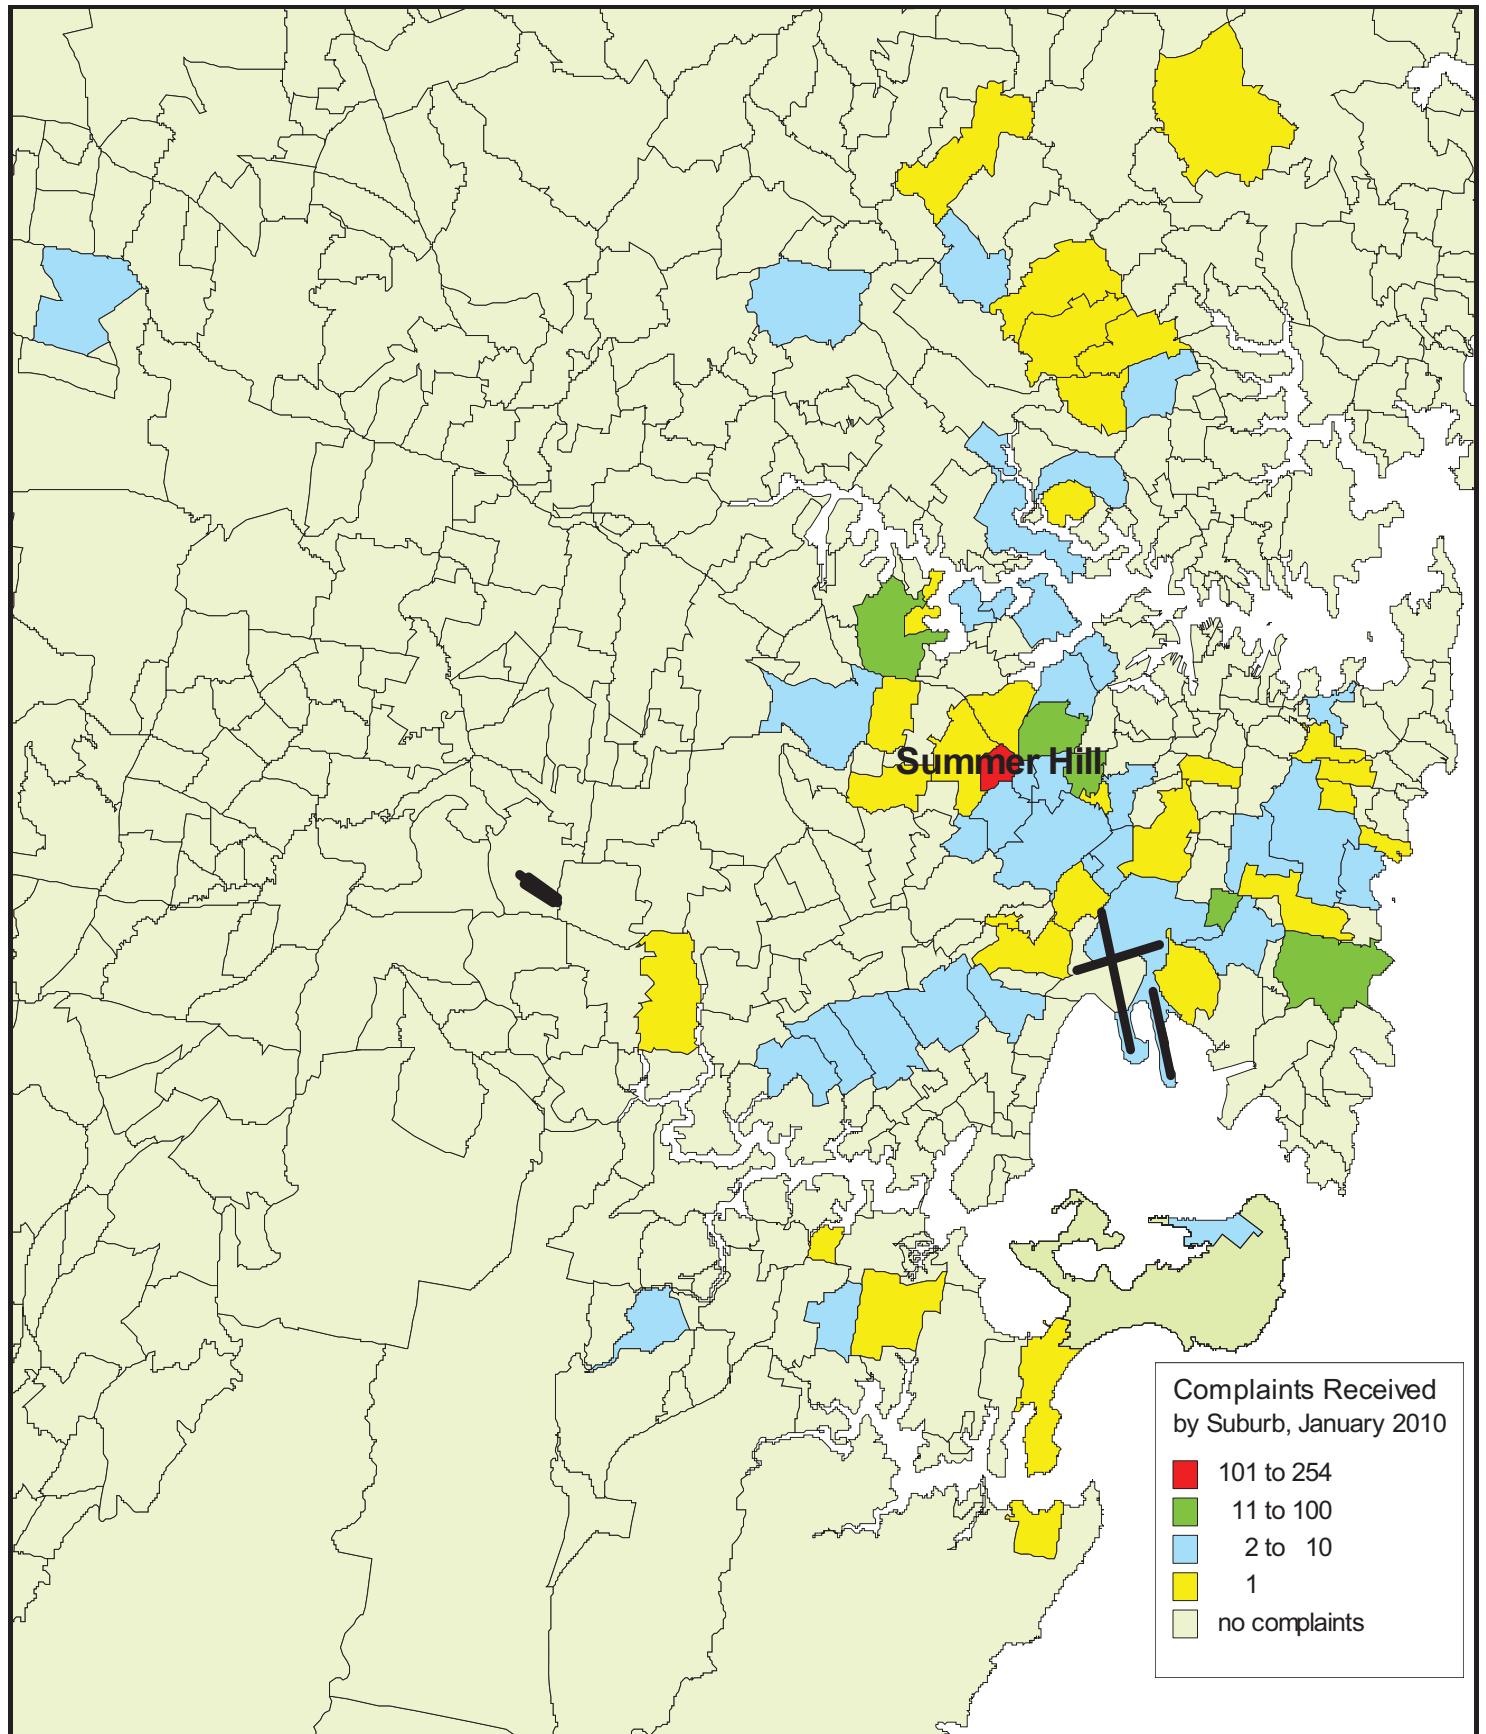 Summer Hill
Complaints Received
by Suburb, January 2010
101 to 254
11 to 100
2 to 10
1
no complaints